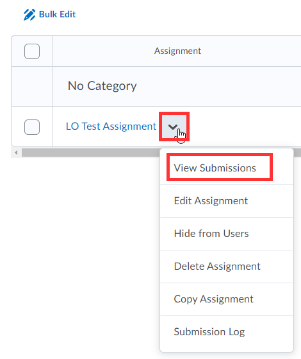 Bulk Edit
Assignment
No Category
LO Test Assignment
View Submissions
Edit Assignment
Hide from Users
Delete Assignment
Copy Assignment
Submission Log